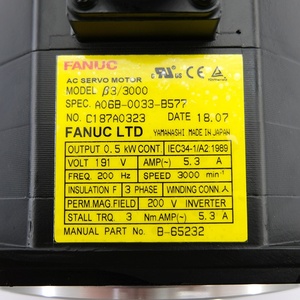 FANUC
AC SERVO MOTOR
MODEL β3/3000
SPEC. A06B-0033-B577
NO. C187A0323 DATE 18.07
FANUC LTD YAMANASHI MADE IN JAPAN
OUTPUT 0.5 kW CONT. IEC34-1/A2:1989
VOLT 191 V AMP(~) 5.3 A
FREQ. 200 Hz SPEED 3000 min⁻¹
INSULATION F 3 PHASE WINDING CONN. 人
PERM.MAG.FIELD 200 V INVERTER
STALL TRQ. 3 Nm.AMP(~) 5.3 A
MANUAL PART NO. B-65232